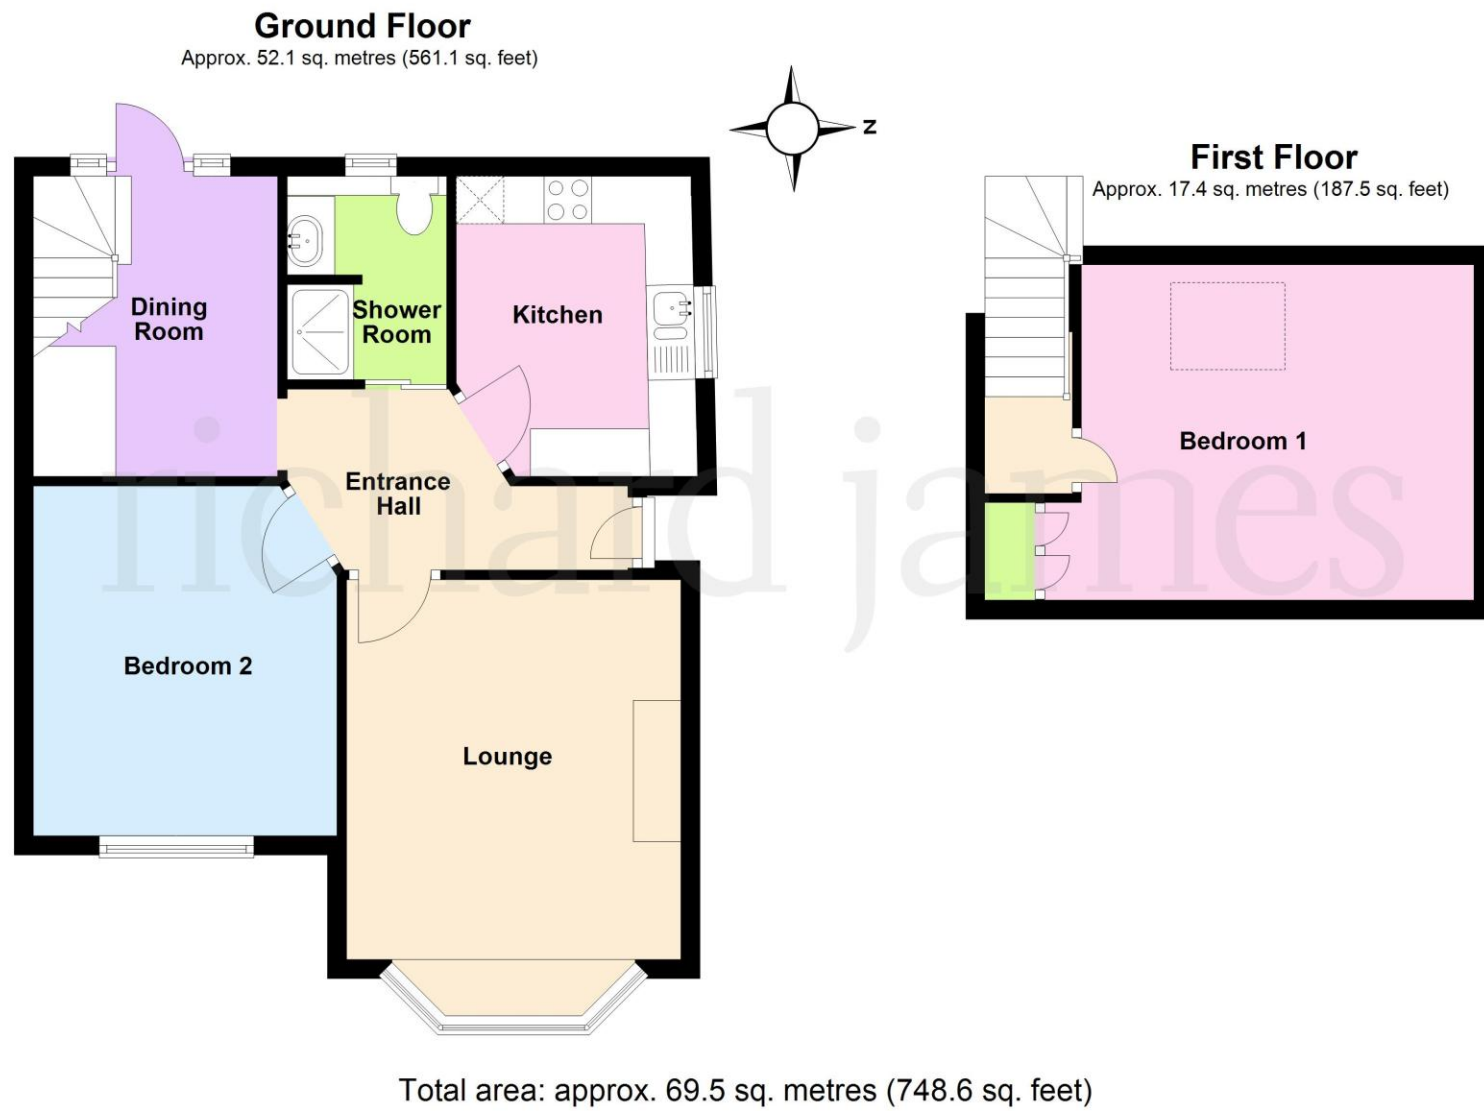 Ground Floor
Approx. 52.1 sq. metres (561.1 sq. feet)
Z
First Floor
Approx. 17.4 sq. metres (187.5 sq. feet)
Dining
Room
Shower
Room
Kitchen
Entrance
Hall
Bedroom 1
richard james
Bedroom 2
Lounge
Total area: approx. 69.5 sq. metres (748.6 sq. feet)